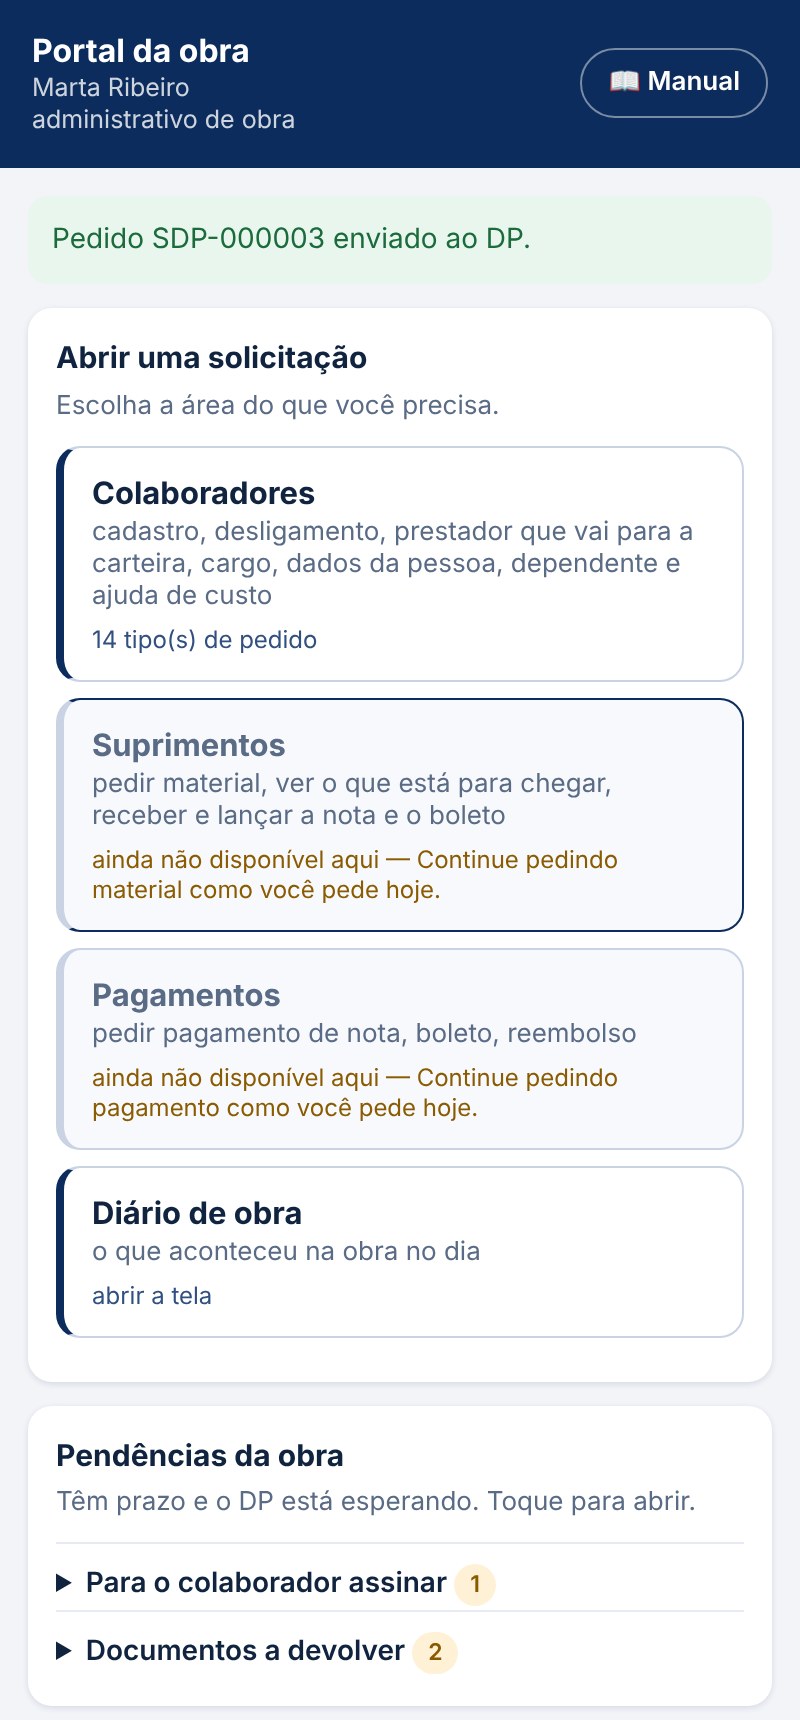 Portal da obra
Marta Ribeiro
administrativo de obra
📖 Manual
Pedido SDP-000003 enviado ao DP.
Abrir uma solicitação
Escolha a área do que você precisa.
Colaboradores
cadastro, desligamento, prestador que vai para a
carteira, cargo, dados da pessoa, dependente e
ajuda de custo
14 tipo(s) de pedido
Suprimentos
pedir material, ver o que está para chegar,
receber e lançar a nota e o boleto
ainda não disponível aqui — Continue pedindo
material como você pede hoje.
Pagamentos
pedir pagamento de nota, boleto, reembolso
ainda não disponível aqui — Continue pedindo
pagamento como você pede hoje.
Diário de obra
o que aconteceu na obra no dia
abrir a tela
Pendências da obra
Têm prazo e o DP está esperando. Toque para abrir.
▶ Para o colaborador assinar 1
▶ Documentos a devolver 2